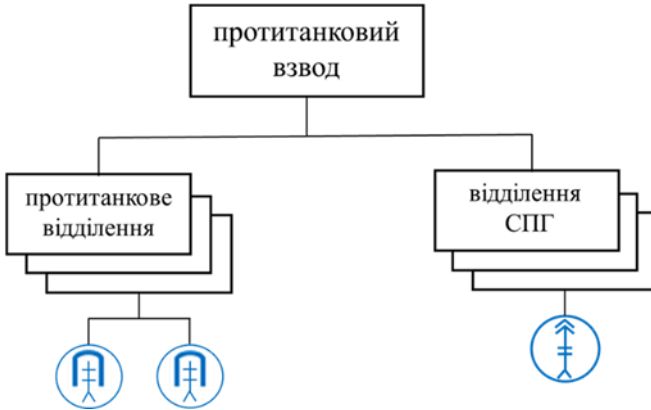 протитанковий
взвод
протитанкове
відділення
відділення
СПГ